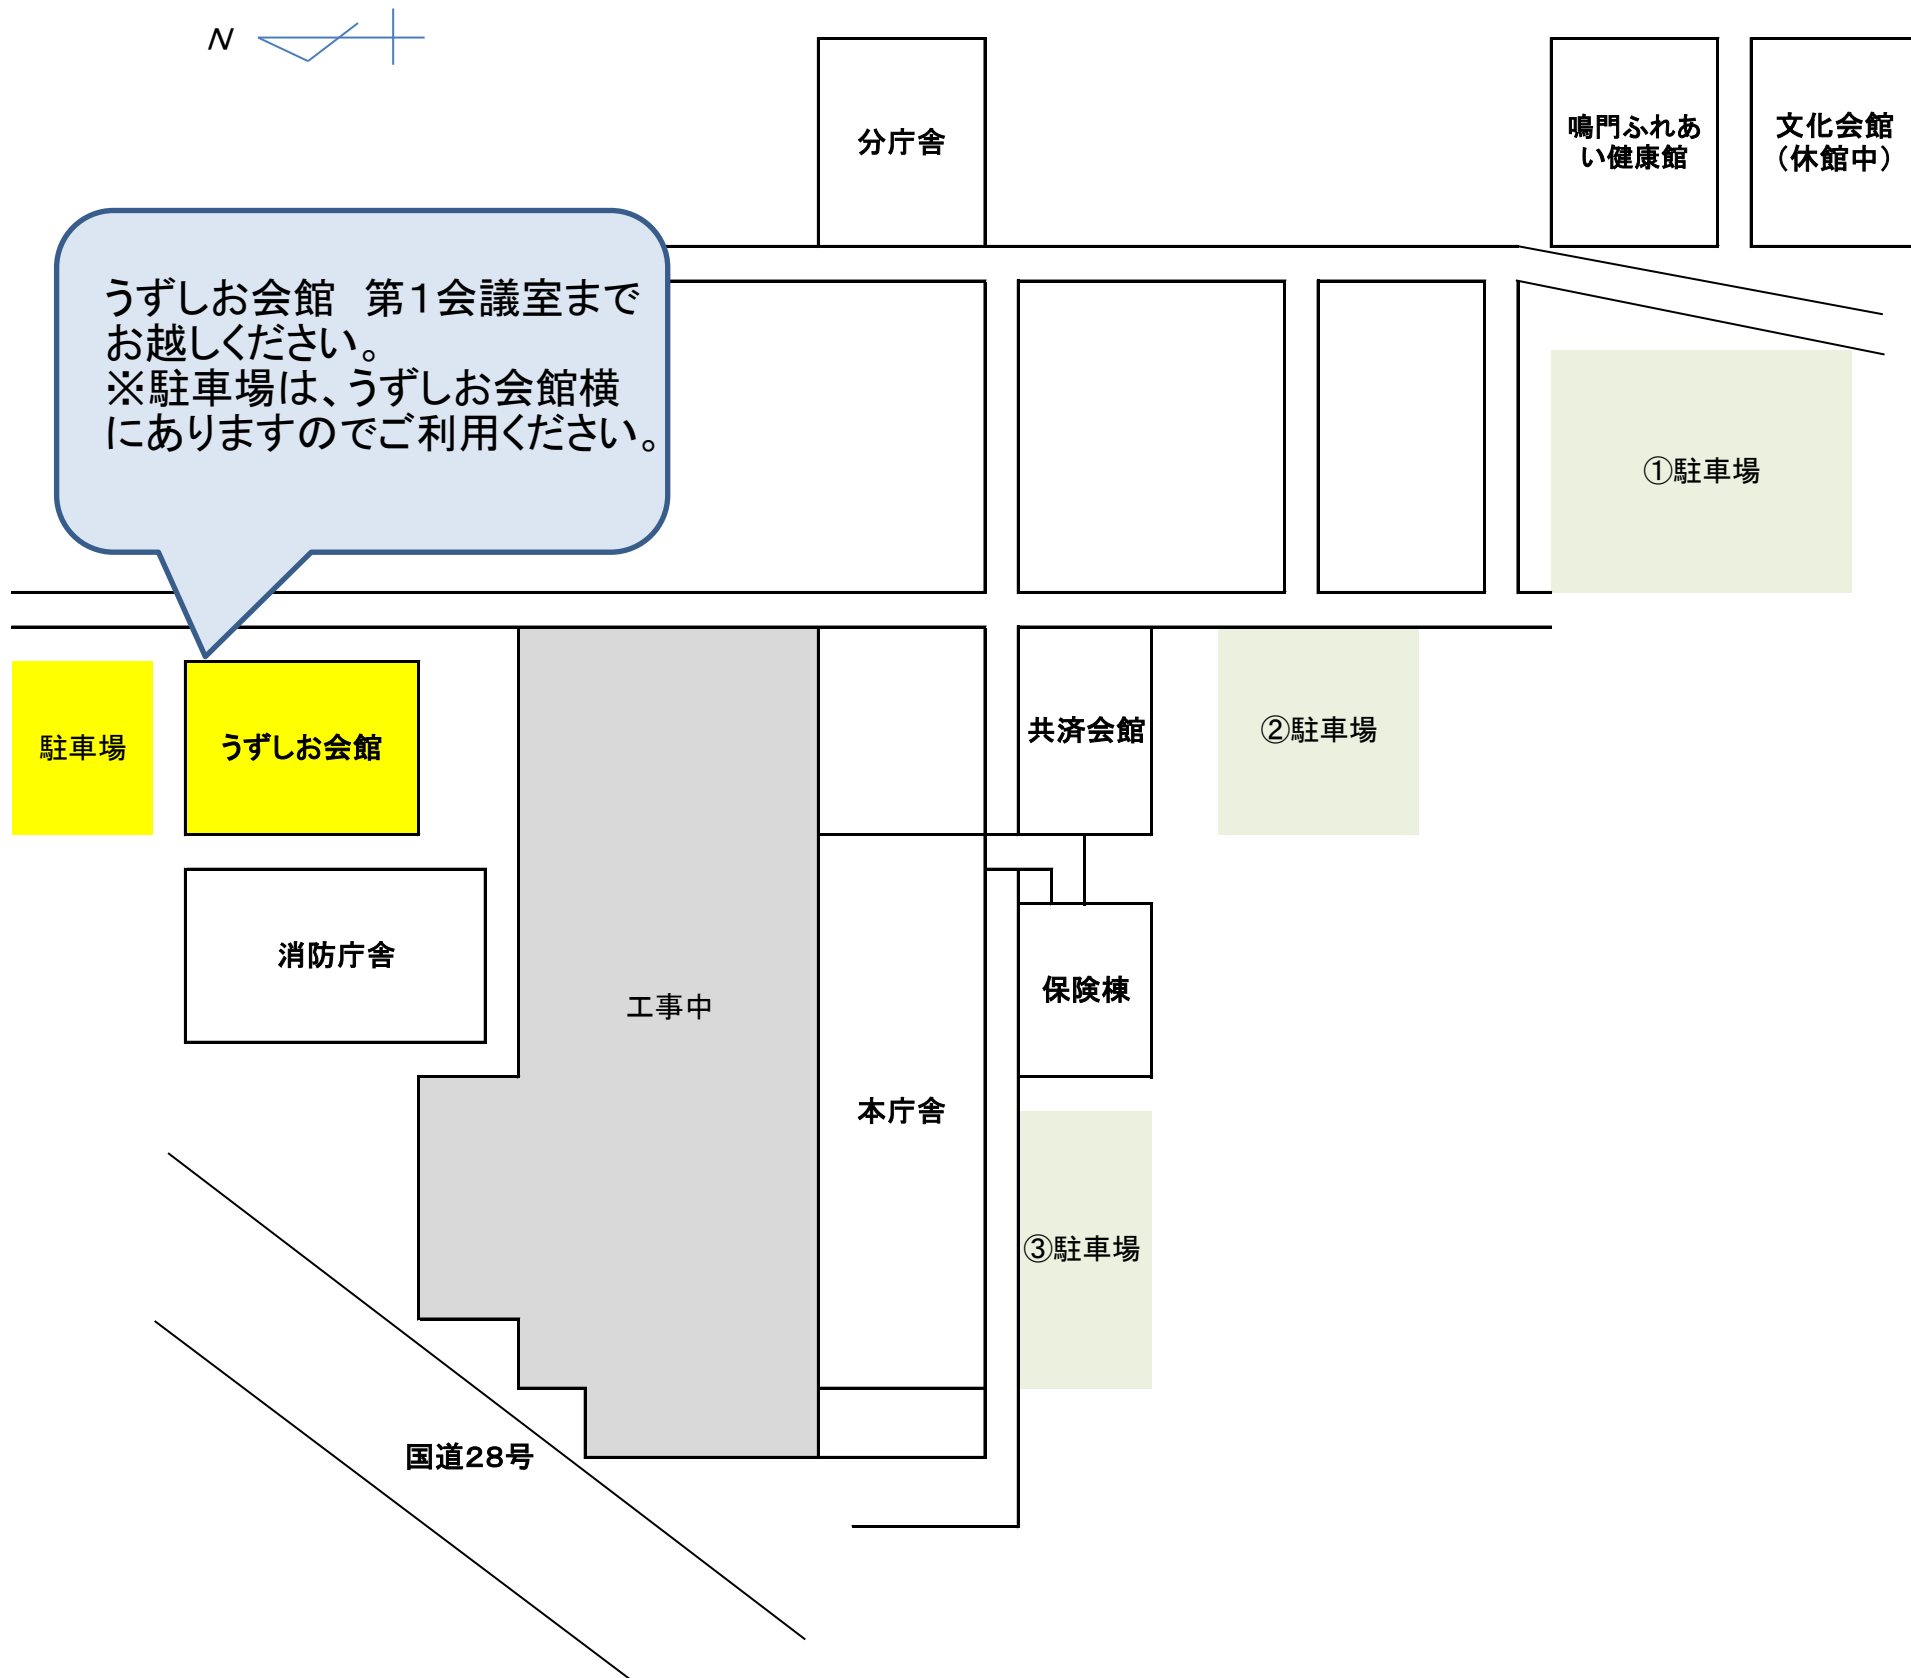 N
分庁舎
鳴門ふれあ
い健康館
文化会館
(休館中)
うずしお会館　第1会議室まで
お越しください。
※駐車場は、うずしお会館横
にありますのでご利用ください。
①駐車場
駐車場
うずしお会館
共済会館
②駐車場
消防庁舎
工事中
保険棟
本庁舎
③駐車場
国道28号